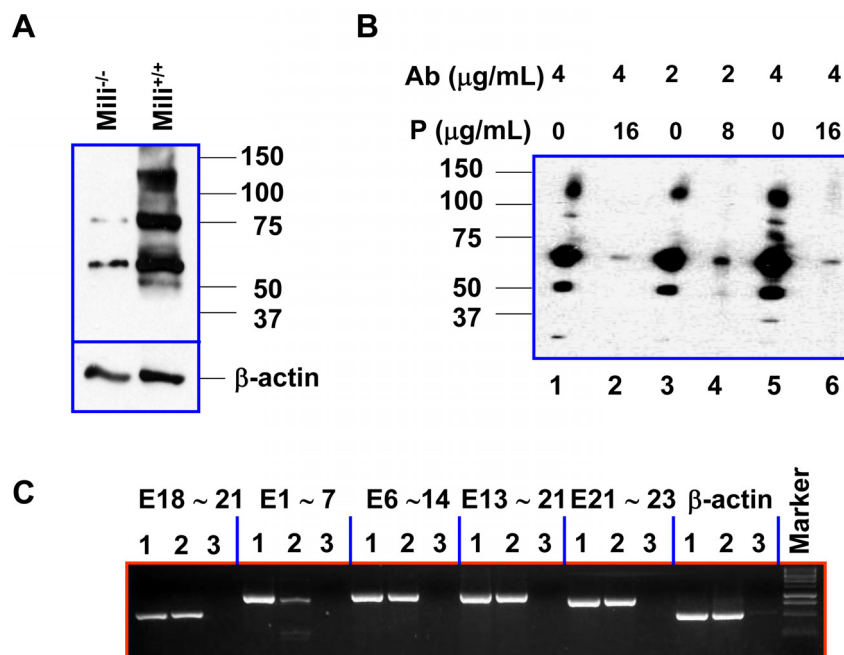 A
Mili-/-
Mili+/+
150
100
75
50
37
β-actin
B
Ab (μg/mL) 4 4 2 2 4 4
P (μg/mL) 0 16 0 8 0 16
150
100
75
50
37
1 2 3 4 5 6
C
E18 ~ 21 E1 ~ 7 E6 ~14 E13 ~ 21 E21 ~ 23 β-actin Marker
1 2 3 1 2 3 1 2 3 1 2 3 1 2 3 1 2 3